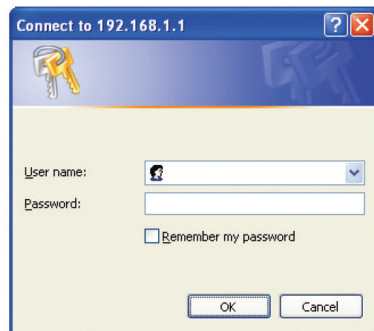 Connect to 192.168.1.1
User name:
Password:
Remember my password
OK
Cancel